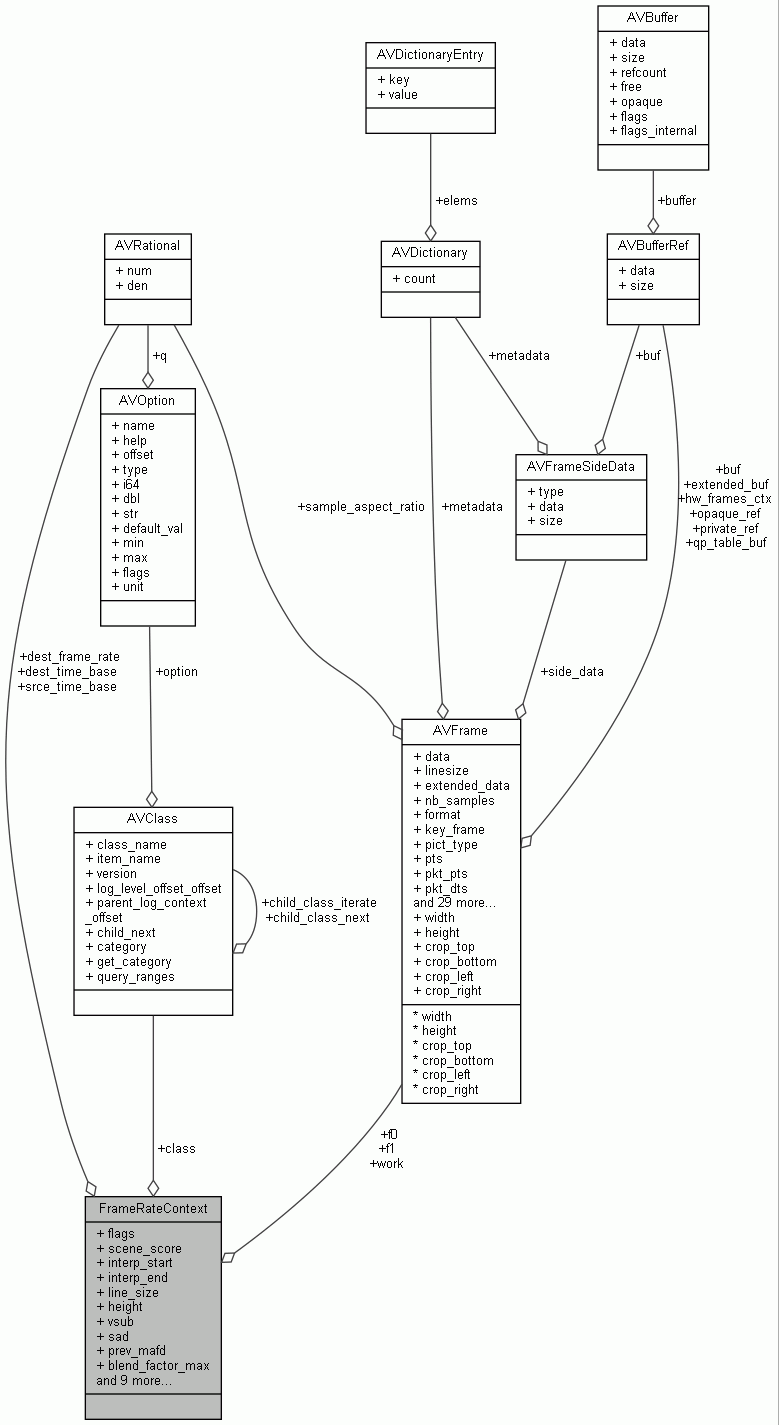 AVBuffer
+ data
+ size
+ refcount
+ free
+ opaque
+ flags
+ flags_internal
AVDictionaryEntry
+ key
+ value
+elems
+buffer
AVRational
+ num
+ den
AVDictionary
+ count
AVBufferRef
+ data
+ size
+q
+metadata
+buf
AVOption
+ name
+ help
+ offset
+ type
+ i64
+ dbl
+ str
+ default_val
+ min
+ max
+ flags
+ unit
AVFrameSideData
+ type
+ data
+ size
+sample_aspect_ratio
+metadata
+buf
+extended_buf
+hw_frames_ctx
+opaque_ref
+private_ref
+qp_table_buf
+dest_frame_rate
+dest_time_base
+srce_time_base
+option
+side_data
AVFrame
+ data
+ linesize
+ extended_data
+ nb_samples
+ format
+ key_frame
+ pict_type
+ pts
+ pkt_pts
+ pkt_dts
and 29 more...
+ width
+ height
+ crop_top
+ crop_bottom
+ crop_left
+ crop_right
* width
* height
* crop_top
* crop_bottom
* crop_left
* crop_right
AVClass
+ class_name
+ item_name
+ version
+ log_level_offset_offset
+ parent_log_context
_offset
+ child_next
+ category
+ get_category
+ query_ranges
+child_class_iterate
+child_class_next
+class
+f0
+f1
+work
FrameRateContext
+ flags
+ scene_score
+ interp_start
+ interp_end
+ line_size
+ height
+ vsub
+ sad
+ prev_mafd
+ blend_factor_max
and 9 more...